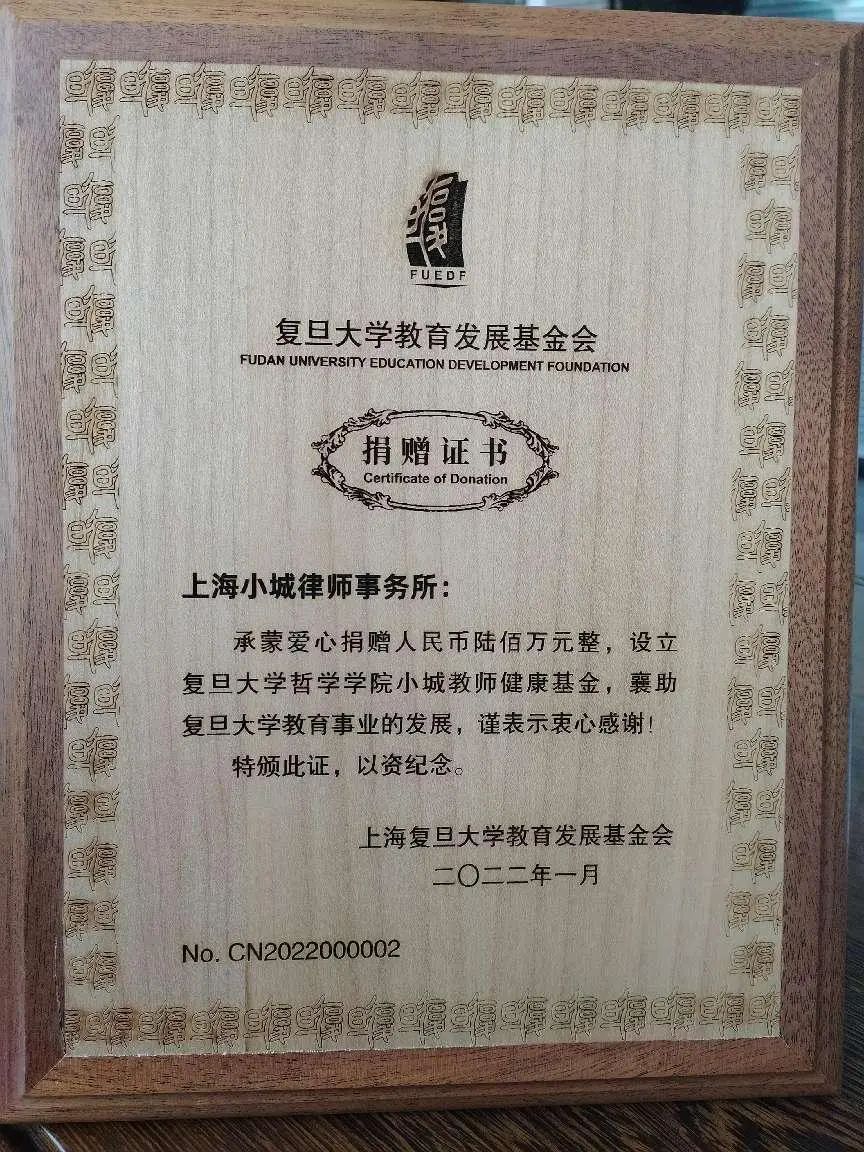 FUEDF
复旦大学教育发展基金会
FUDAN UNIVERSITY EDUCATION DEVELOPMENT FOUNDATION
捐赠证书
Certificate of Donation
上海小城律师事务所：
承蒙爱心捐赠人民币陆佰万元整，设立
复旦大学哲学学院小城教师健康基金，襄助
复旦大学教育事业的发展，谨表示衷心感谢！
特颁此证，以资纪念。
上海复旦大学教育发展基金会
二〇二二年一月
No. CN2022000002